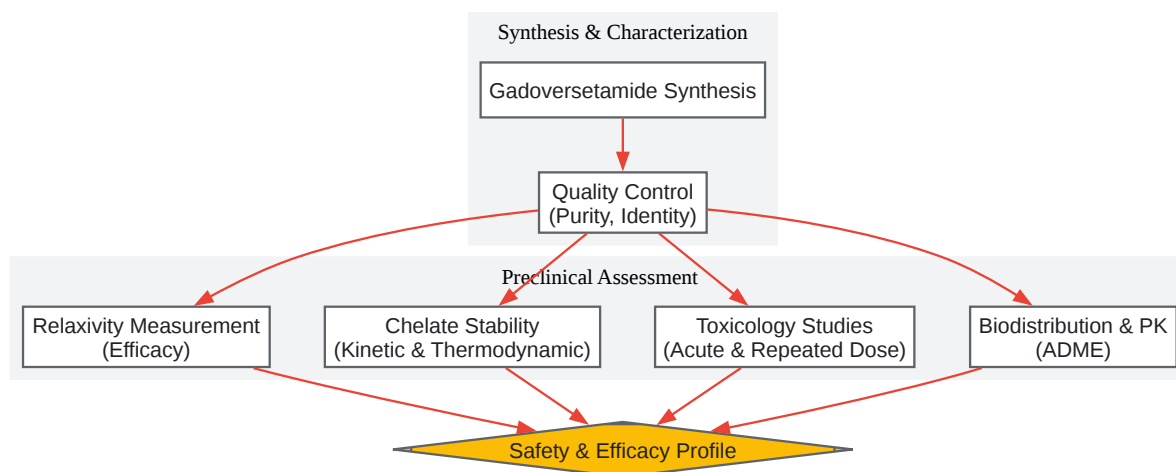 Synthesis & Characterization
Gadoversetamide Synthesis
Quality Control
(Purity, Identity)
Preclinical Assessment
Relaxivity Measurement
(Efficacy)
Chelate Stability
(Kinetic & Thermodynamic)
Toxicology Studies
(Acute & Repeated Dose)
Biodistribution & PK
(ADME)
Safety & Efficacy Profile